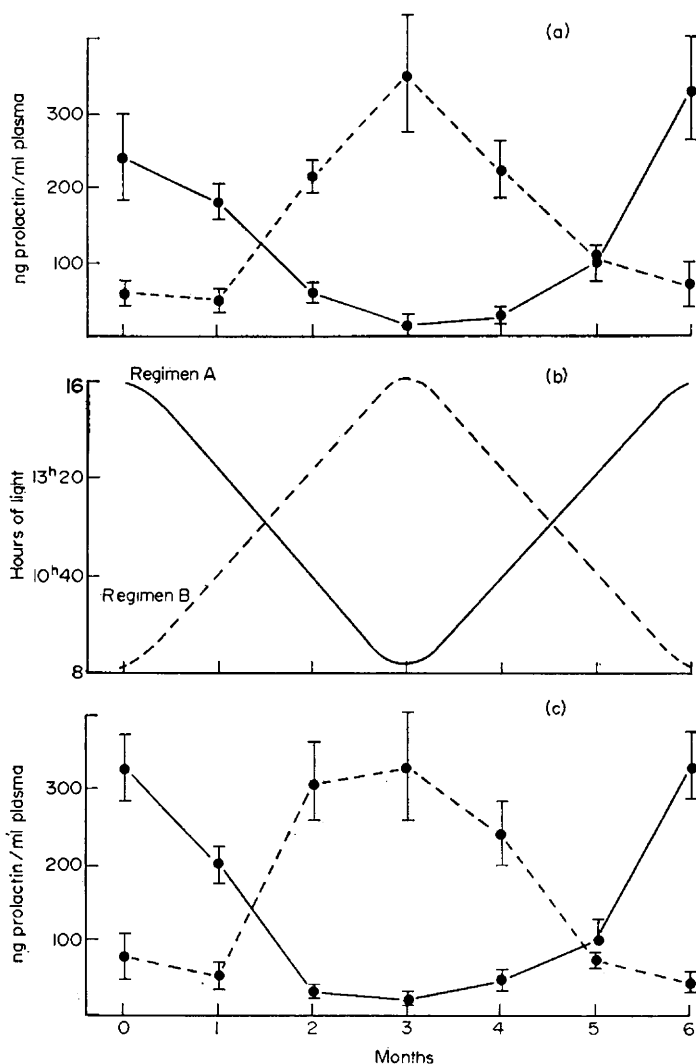 (a)
300
200
100
ng prolactin/ml plasma
Regimen A
(b)
16
13h20
10h40
8
Hours of light
Regimen B
(c)
300
200
100
ng prolactin/ml plasma
0 1 2 3 4 5 6
Months